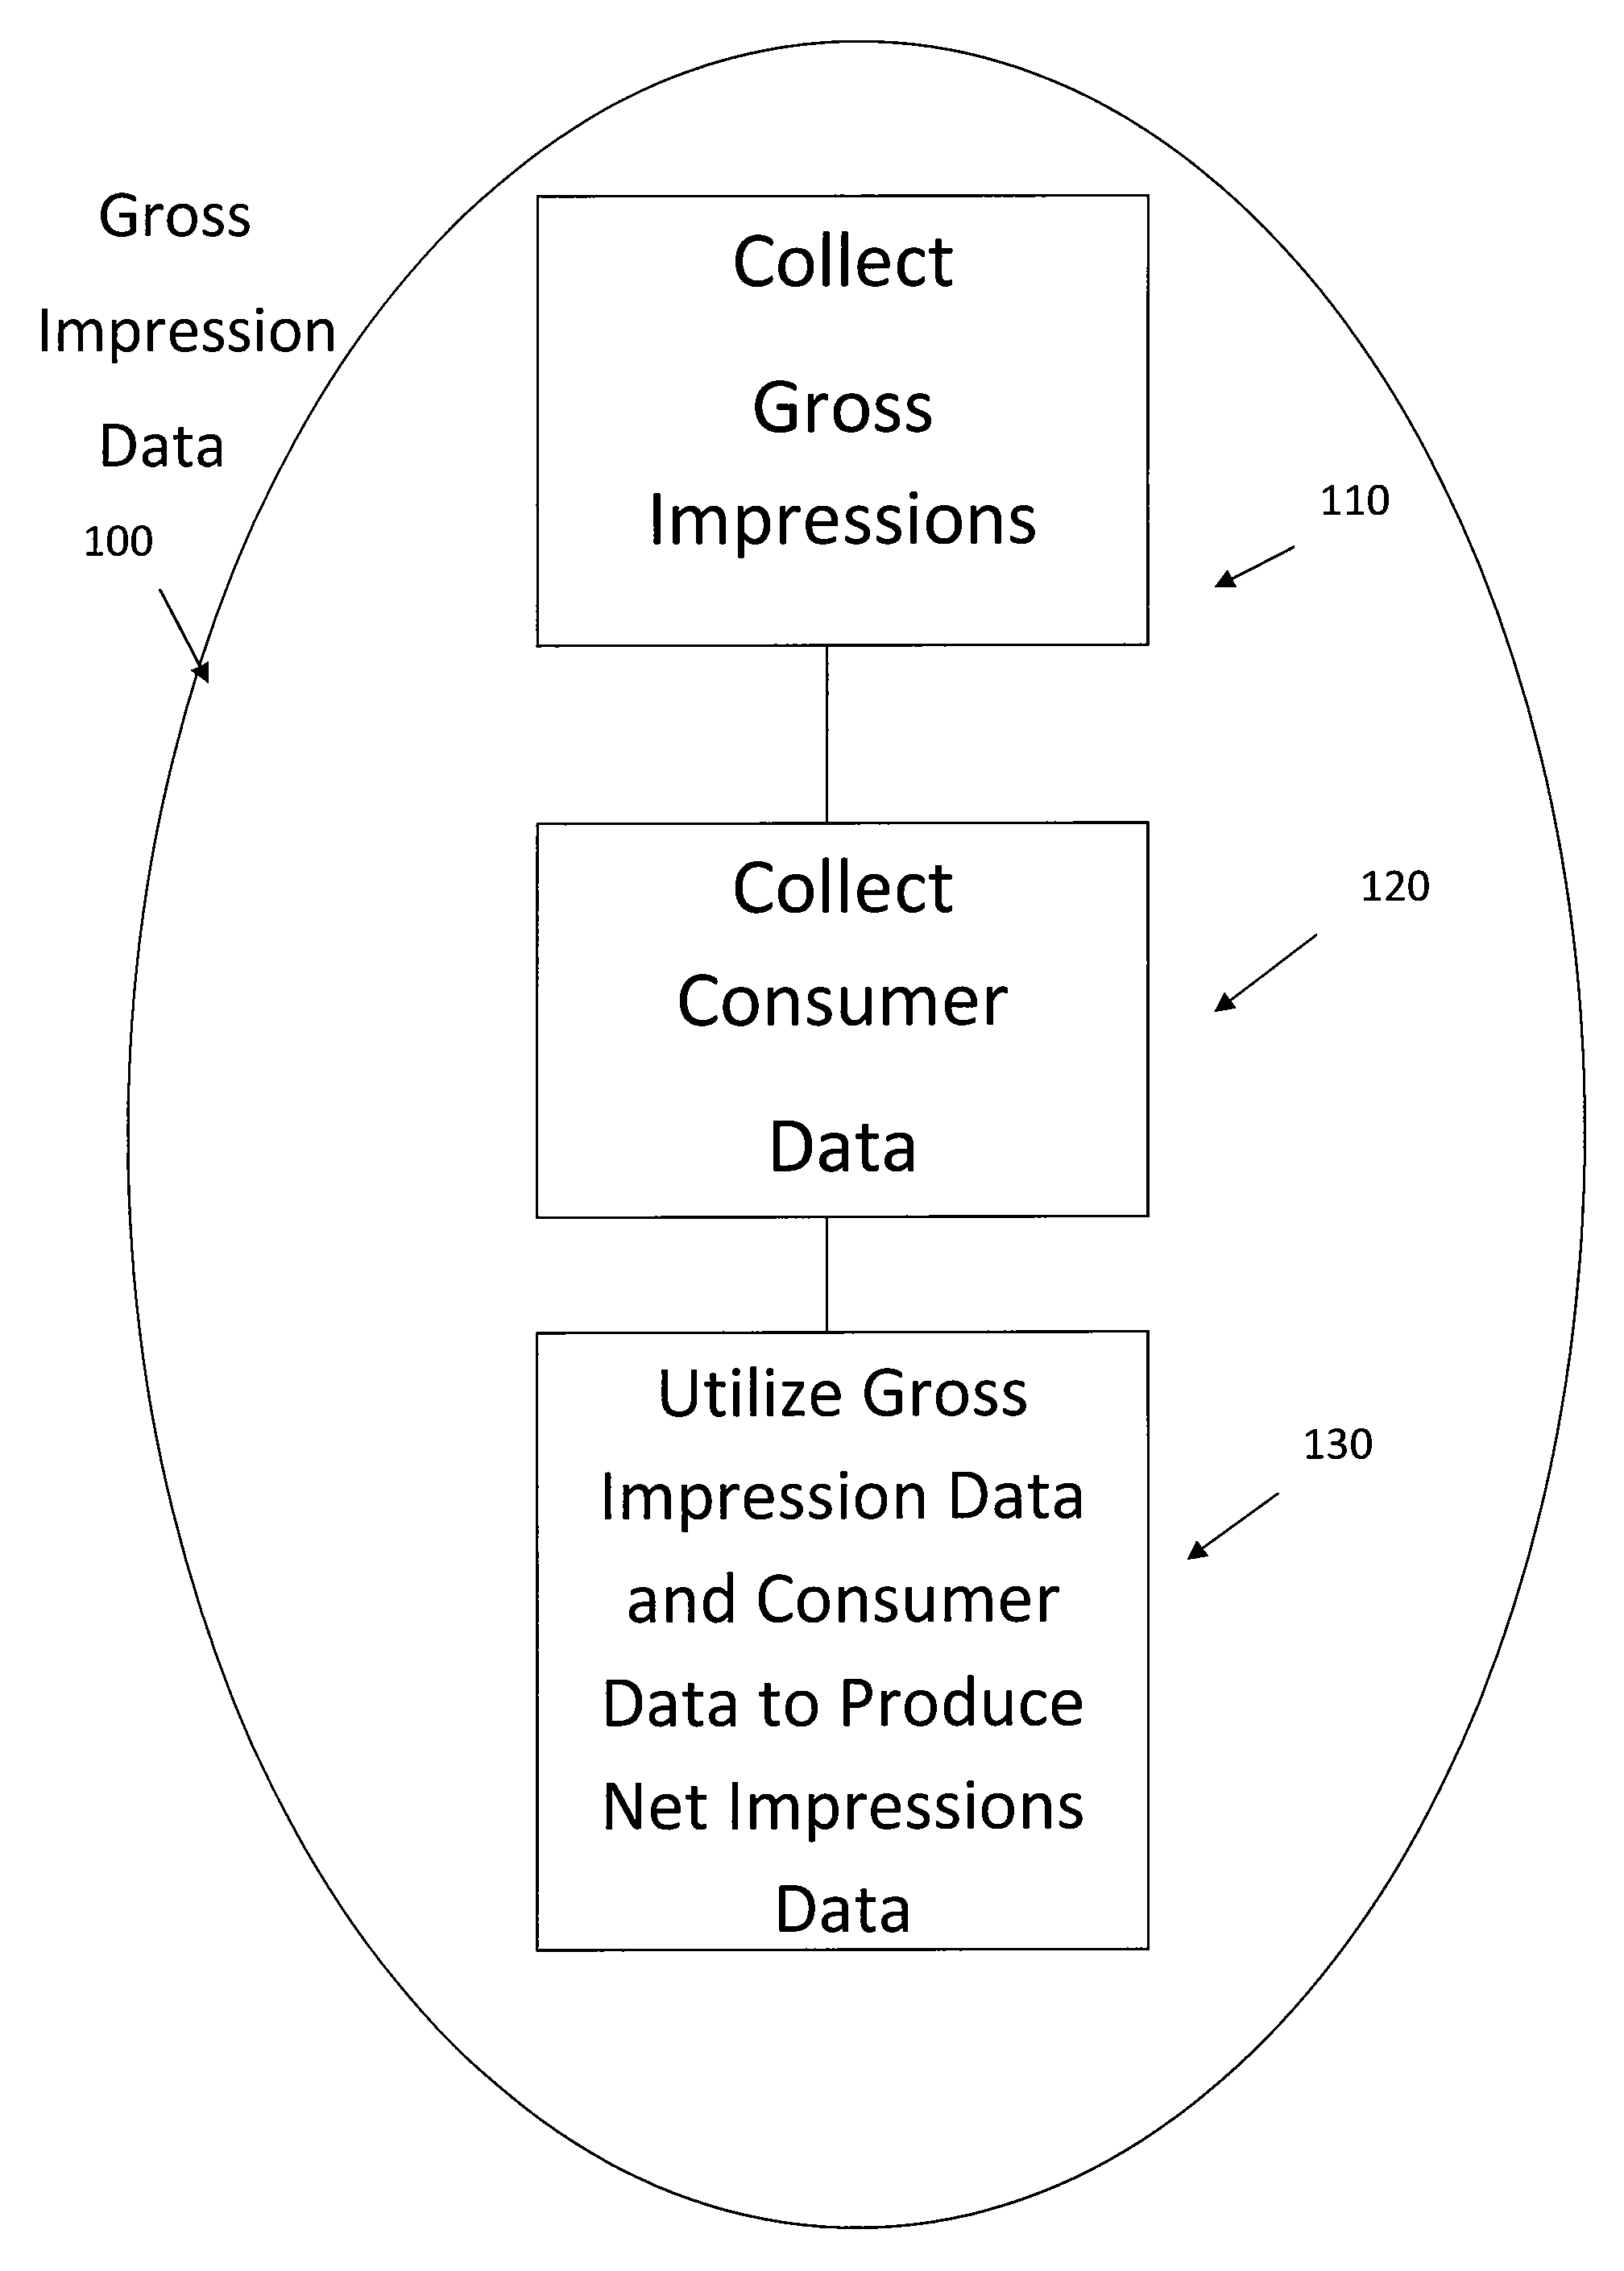 Gross
Impression
Data
100
Collect
Gross
Impressions
110
Collect
Consumer
Data
120
Utilize Gross
Impression Data
and Consumer
Data to Produce
Net Impressions
Data
130